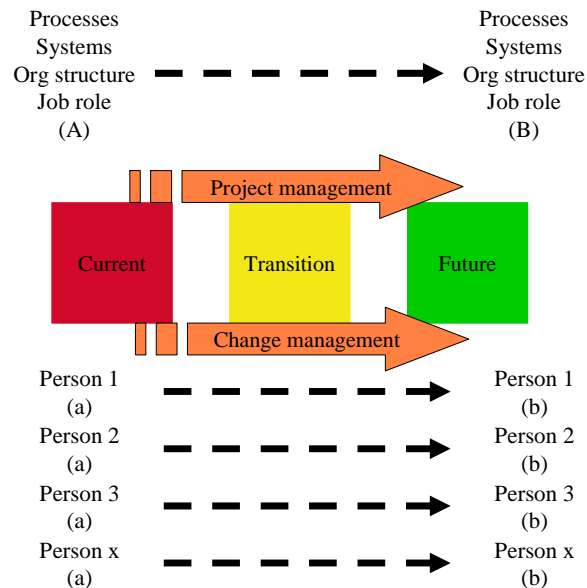 Processes
Systems
Org structure
Job role
(A)
Processes
Systems
Org structure
Job role
(B)
Project management
Current
Transition
Future
Change management
Person 1
(a)
Person 1
(b)
Person 2
(a)
Person 2
(b)
Person 3
(a)
Person 3
(b)
Person x
(a)
Person x
(b)